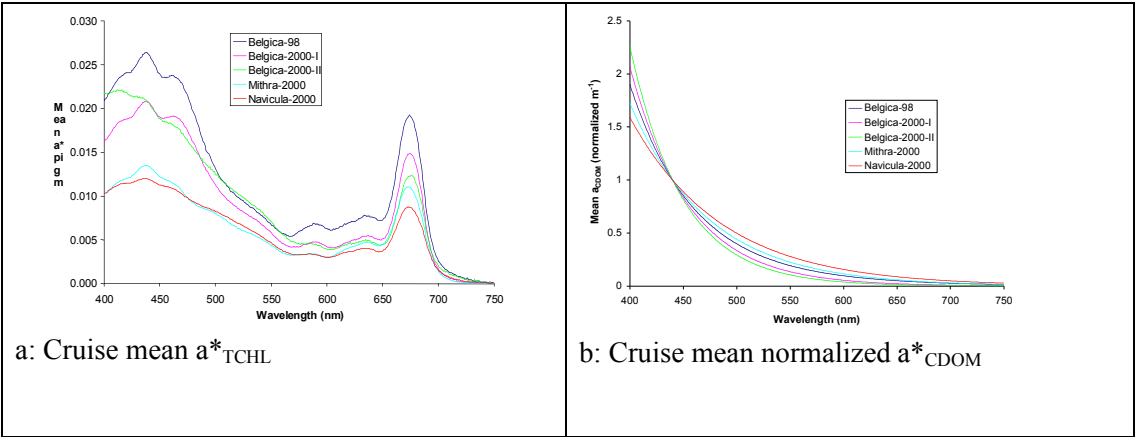 0.030
0.025
0.020
0.015
0.010
0.005
0.000
M
ea
n
a*
pi
g
m
Belgica-98
Belgica-2000-I
Belgica-2000-II
Mithra-2000
Navicula-2000
400 450 500 550 600 650 700 750
Wavelength (nm)
a: Cruise mean a*TCHL
2.5
2
1.5
1
0.5
0
Mean aCDOM (normalized m-1)
Belgica-98
Belgica-2000-I
Belgica-2000-II
Mithra-2000
Navicula-2000
400 450 500 550 600 650 700 750
Wavelength (nm)
b: Cruise mean normalized a*CDOM